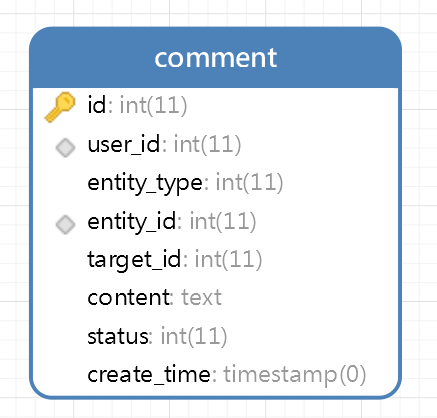 comment
id: int(11)
user_id: int(11)
entity_type: int(11)
entity_id: int(11)
target_id: int(11)
content: text
status: int(11)
create_time: timestamp(0)